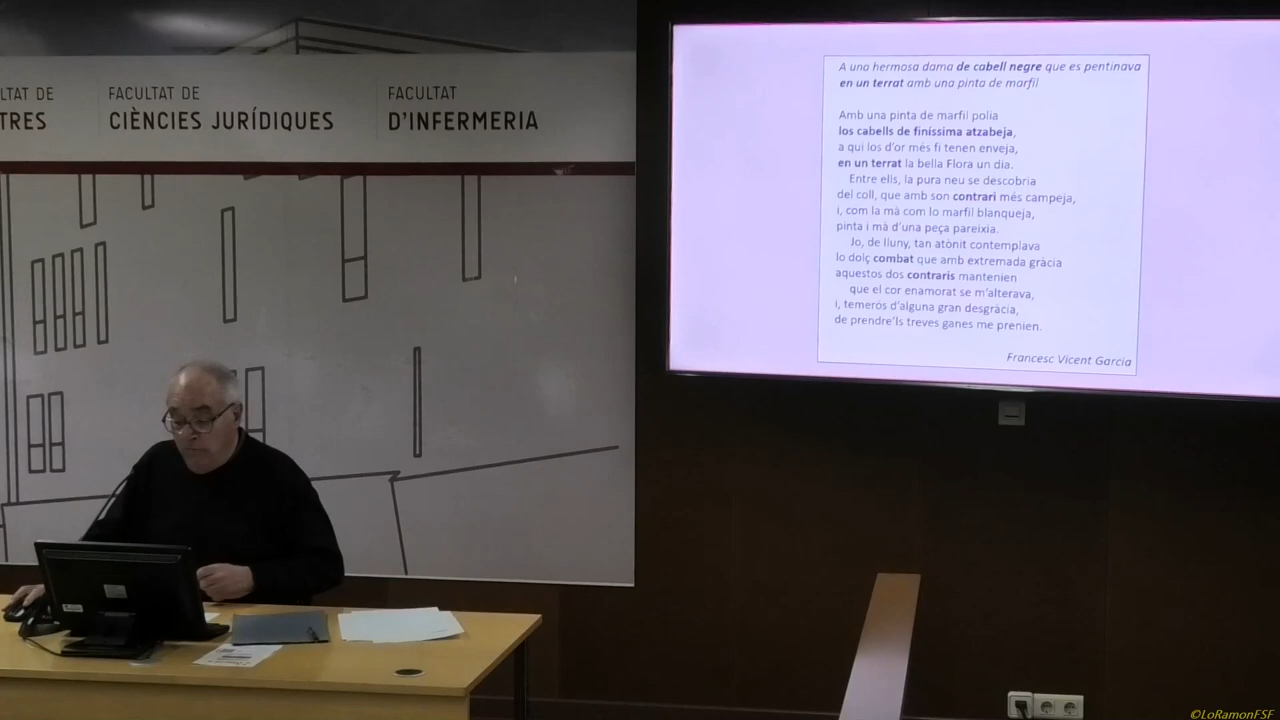 LTAT DE
TRES
FACULTAT DE
CIÈNCIES JURÍDIQUES
FACULTAT
D'INFERMERIA
A una hermosa dama de cabell negre que es pentinava
en un terrat amb una pinta de marfil
Amb una pinta de marfil polia
los cabells de finíssima atzabeja,
a qui los d'or més fi tenen enveja,
en un terrat la bella Flora un dia.
Entre ells, la pura neu se descobria
del coll, que amb son contrari més campeja,
i, com la mà com lo marfil blanqueja,
pinta i mà d'una peça pareixia.
Jo, de lluny, tan atònit contemplava
lo dolç combat que amb extremada gràcia
aquestos dos contraris mantenien
que el cor enamorat se m'alterava,
i, temerós d'alguna gran desgràcia,
de prendre'ls treves ganes me prenien.
Francesc Vicent Garcia
©LoRamonFSF